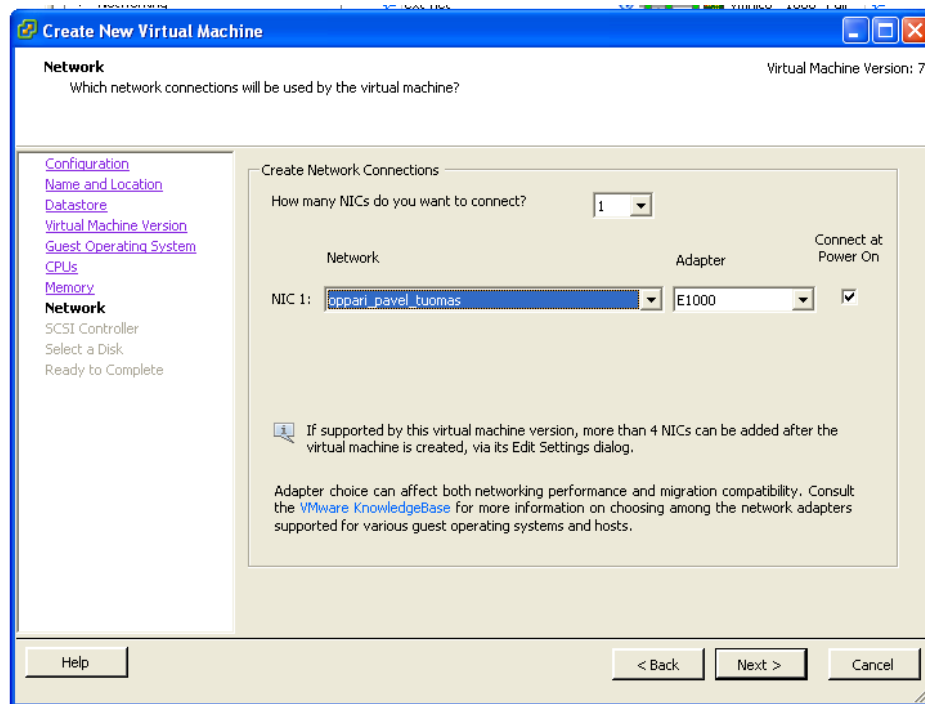 Create New Virtual Machine
Network
Virtual Machine Version: 7
Which network connections will be used by the virtual machine?
Configuration
Name and Location
Datastore
Virtual Machine Version
Guest Operating System
CPUs
Memory
Network
SCSI Controller
Select a Disk
Ready to Complete
Create Network Connections
How many NICs do you want to connect?
1
Network
Adapter
Connect at
Power On
NIC 1:
oppari_pavel_tuomas
E1000
If supported by this virtual machine version, more than 4 NICs can be added after the
virtual machine is created, via its Edit Settings dialog.
Adapter choice can affect both networking performance and migration compatibility. Consult
the VMware KnowledgeBase for more information on choosing among the network adapters
supported for various guest operating systems and hosts.
Help
< Back
Next >
Cancel